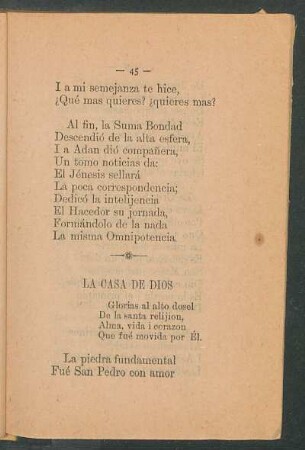 — 45 —
I a mi semejanza te hice,
¿Qué mas quieres? ¿quieres mas?
Al fin, la Suma Bondad
Descendió de la alta esfera,
I a Adan dió compañera,
Un tomo noticias da:
El Jénesis sellará
La poca correspondencia;
Dedicó la intelijencia
El Hacedor su jornada,
Formándolo de la nada
La misma Omnipotencia
LA CASA DE DIOS
Glorias al alto dosel
De la santa relijion,
Alma, vida i corazon
Que fué movida por Él.
La piedra fundamental
Fué San Pedro con amor